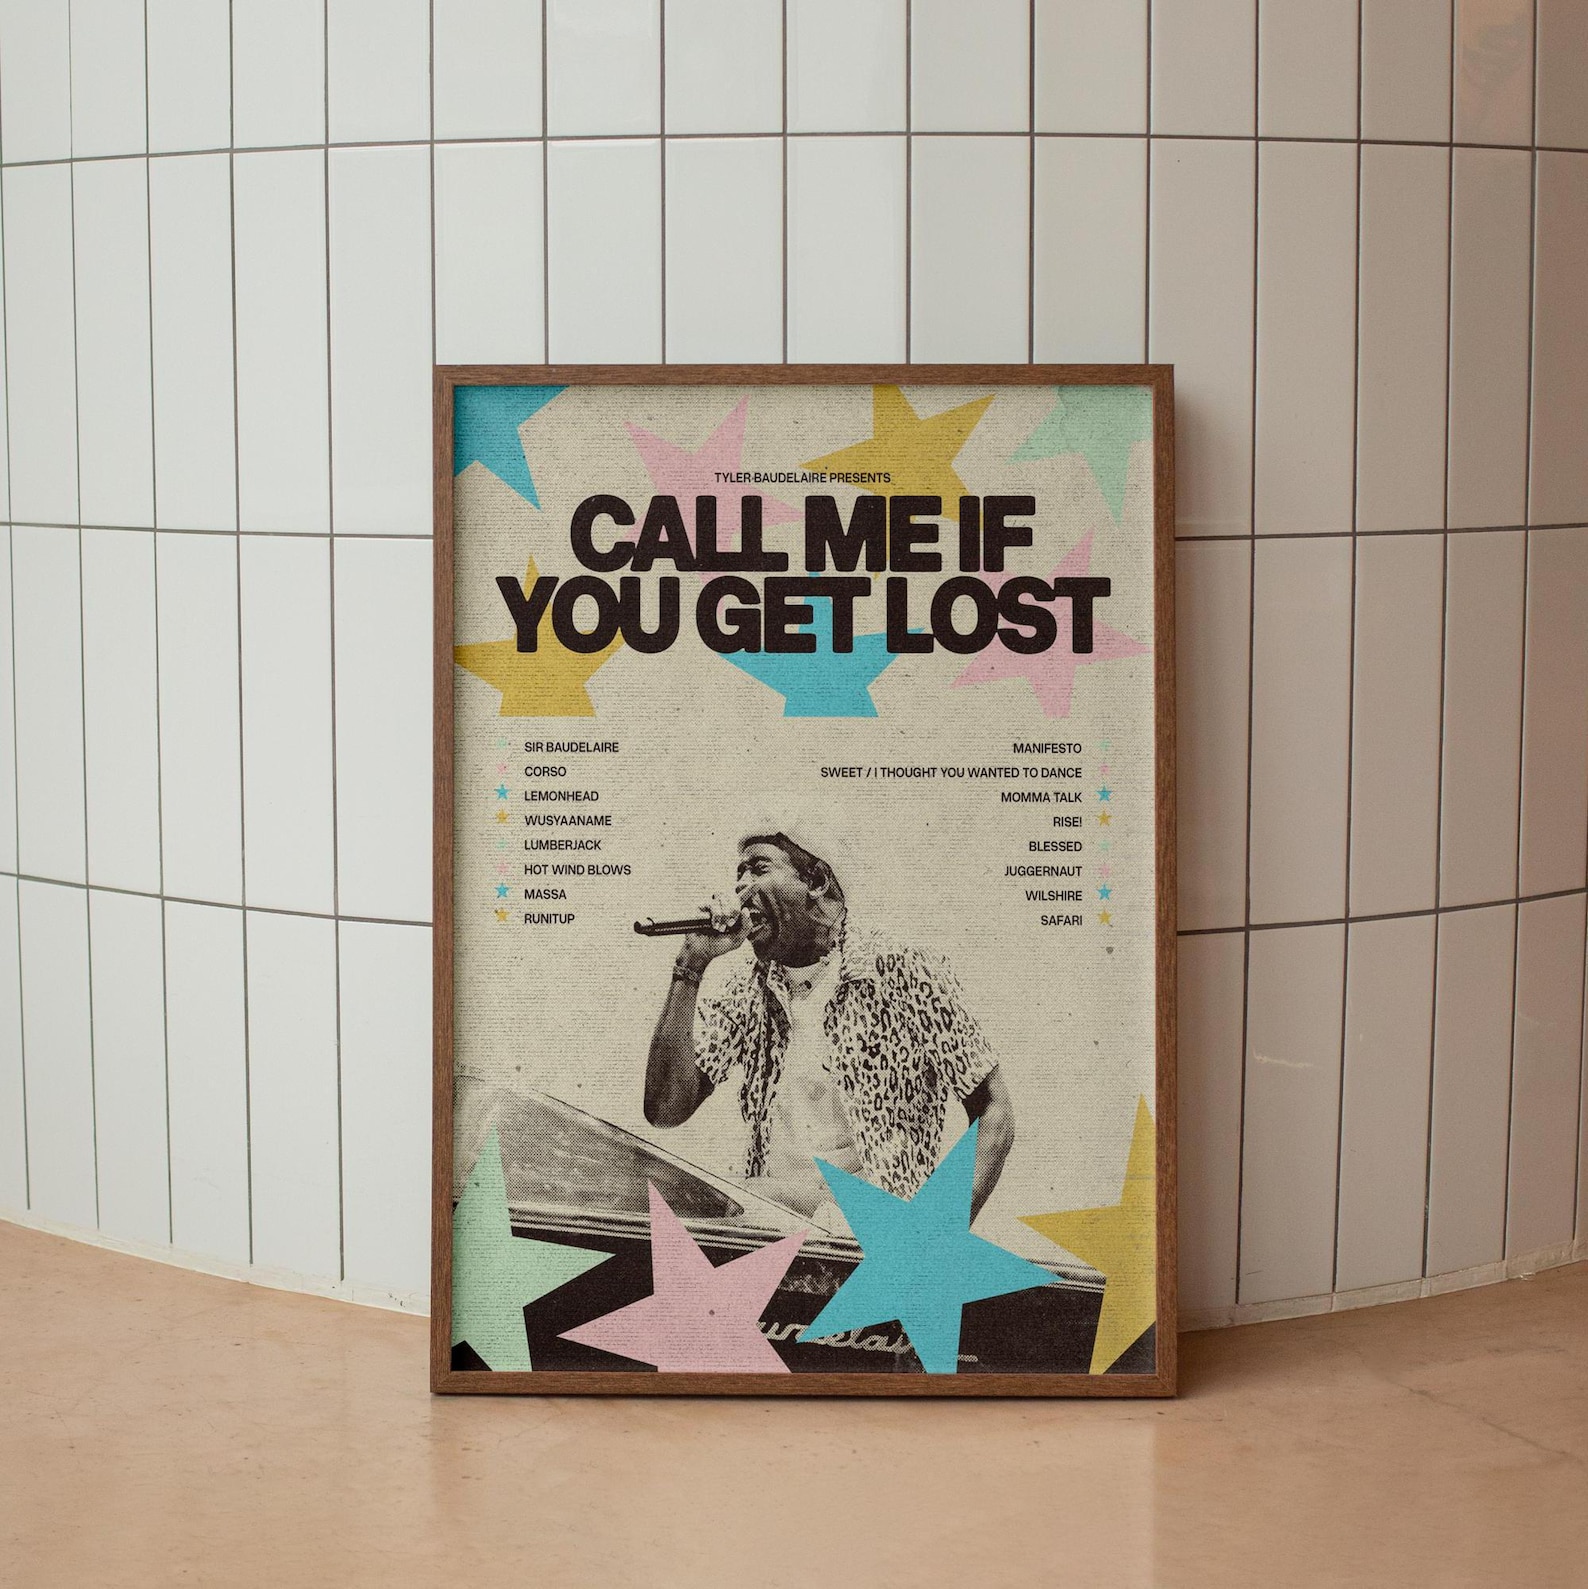 TYLER BAUDELAIRE PRESENTS
CALL ME IF
YOU GET LOST
SIR BAUDELAIRE
CORSO
LEMONHEAD
WUSYAANAME
LUMBERJACK
HOT WIND BLOWS
MASSA
RUNITUP
MANIFESTO
SWEET / I THOUGHT YOU WANTED TO DANCE
MOMMA TALK
RISE!
BLESSED
JUGGERNAUT
WILSHIRE
SAFARI